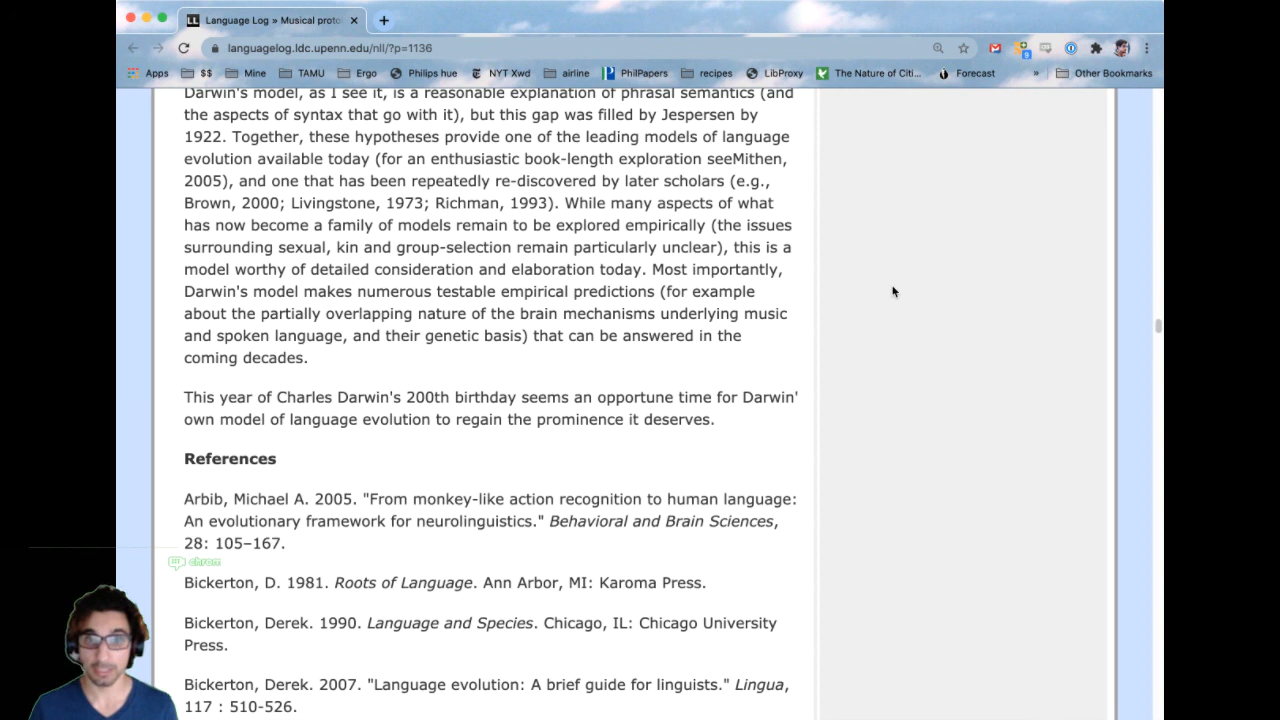 Language Log » Musical proto
languagelog.ldc.upenn.edu/nll/?p=1136
Apps $$ Mine TAMU Ergo Philips hue NYT Xwd airline PhilPapers recipes LibProxy The Nature of Citi... Forecast » Other Bookmarks
Darwin's model, as I see it, is a reasonable explanation of phrasal semantics (and
the aspects of syntax that go with it), but this gap was filled by Jespersen by
1922. Together, these hypotheses provide one of the leading models of language
evolution available today (for an enthusiastic book-length exploration seeMithen,
2005), and one that has been repeatedly re-discovered by later scholars (e.g.,
Brown, 2000; Livingstone, 1973; Richman, 1993). While many aspects of what
has now become a family of models remain to be explored empirically (the issues
surrounding sexual, kin and group-selection remain particularly unclear), this is a
model worthy of detailed consideration and elaboration today. Most importantly,
Darwin's model makes numerous testable empirical predictions (for example
about the partially overlapping nature of the brain mechanisms underlying music
and spoken language, and their genetic basis) that can be answered in the
coming decades.
This year of Charles Darwin's 200th birthday seems an opportune time for Darwin'
own model of language evolution to regain the prominence it deserves.
References
Arbib, Michael A. 2005. "From monkey-like action recognition to human language:
An evolutionary framework for neurolinguistics." Behavioral and Brain Sciences,
28: 105–167.
chrom
Bickerton, D. 1981. Roots of Language. Ann Arbor, MI: Karoma Press.
Bickerton, Derek. 1990. Language and Species. Chicago, IL: Chicago University
Press.
Bickerton, Derek. 2007. "Language evolution: A brief guide for linguists." Lingua,
117 : 510-526.